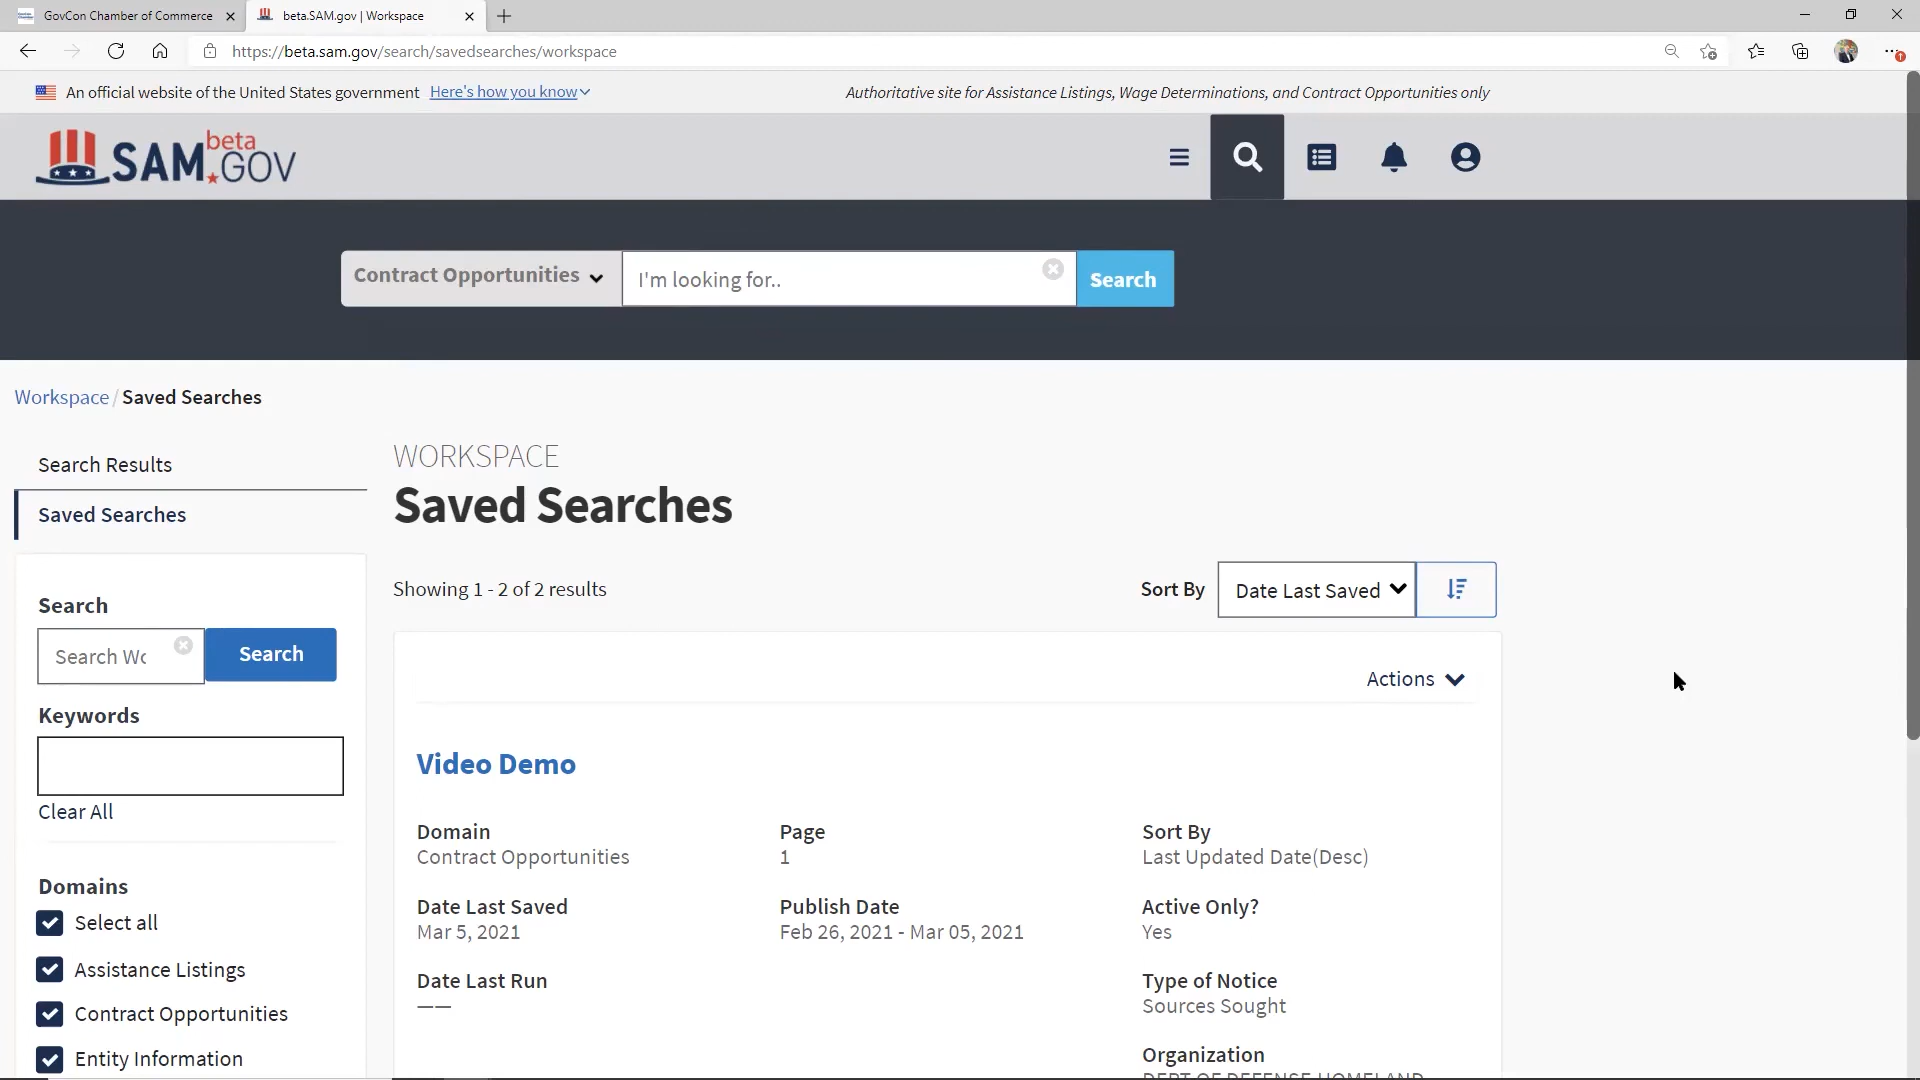 GovCon Chamber of Commerce
beta.SAM.gov | Workspace
https://beta.sam.gov/search/savedsearches/workspace
An official website of the United States government Here's how you know
Authoritative site for Assistance Listings, Wage Determinations, and Contract Opportunities only
beta
SAM.GOV
Contract Opportunities
I'm looking for..
Search
Workspace / Saved Searches
Search Results
Saved Searches
WORKSPACE
Saved Searches
Showing 1 - 2 of 2 results
Sort By
Date Last Saved
Search
Search Wo
Search
Keywords
Clear All
Domains
Select all
Assistance Listings
Contract Opportunities
Entity Information
Actions
Video Demo
Domain
Contract Opportunities
Page
1
Sort By
Last Updated Date(Desc)
Date Last Saved
Mar 5, 2021
Publish Date
Feb 26, 2021 - Mar 05, 2021
Active Only?
Yes
Date Last Run
——
Type of Notice
Sources Sought
Organization
DEPT OF DEFENSE,HOMELAND